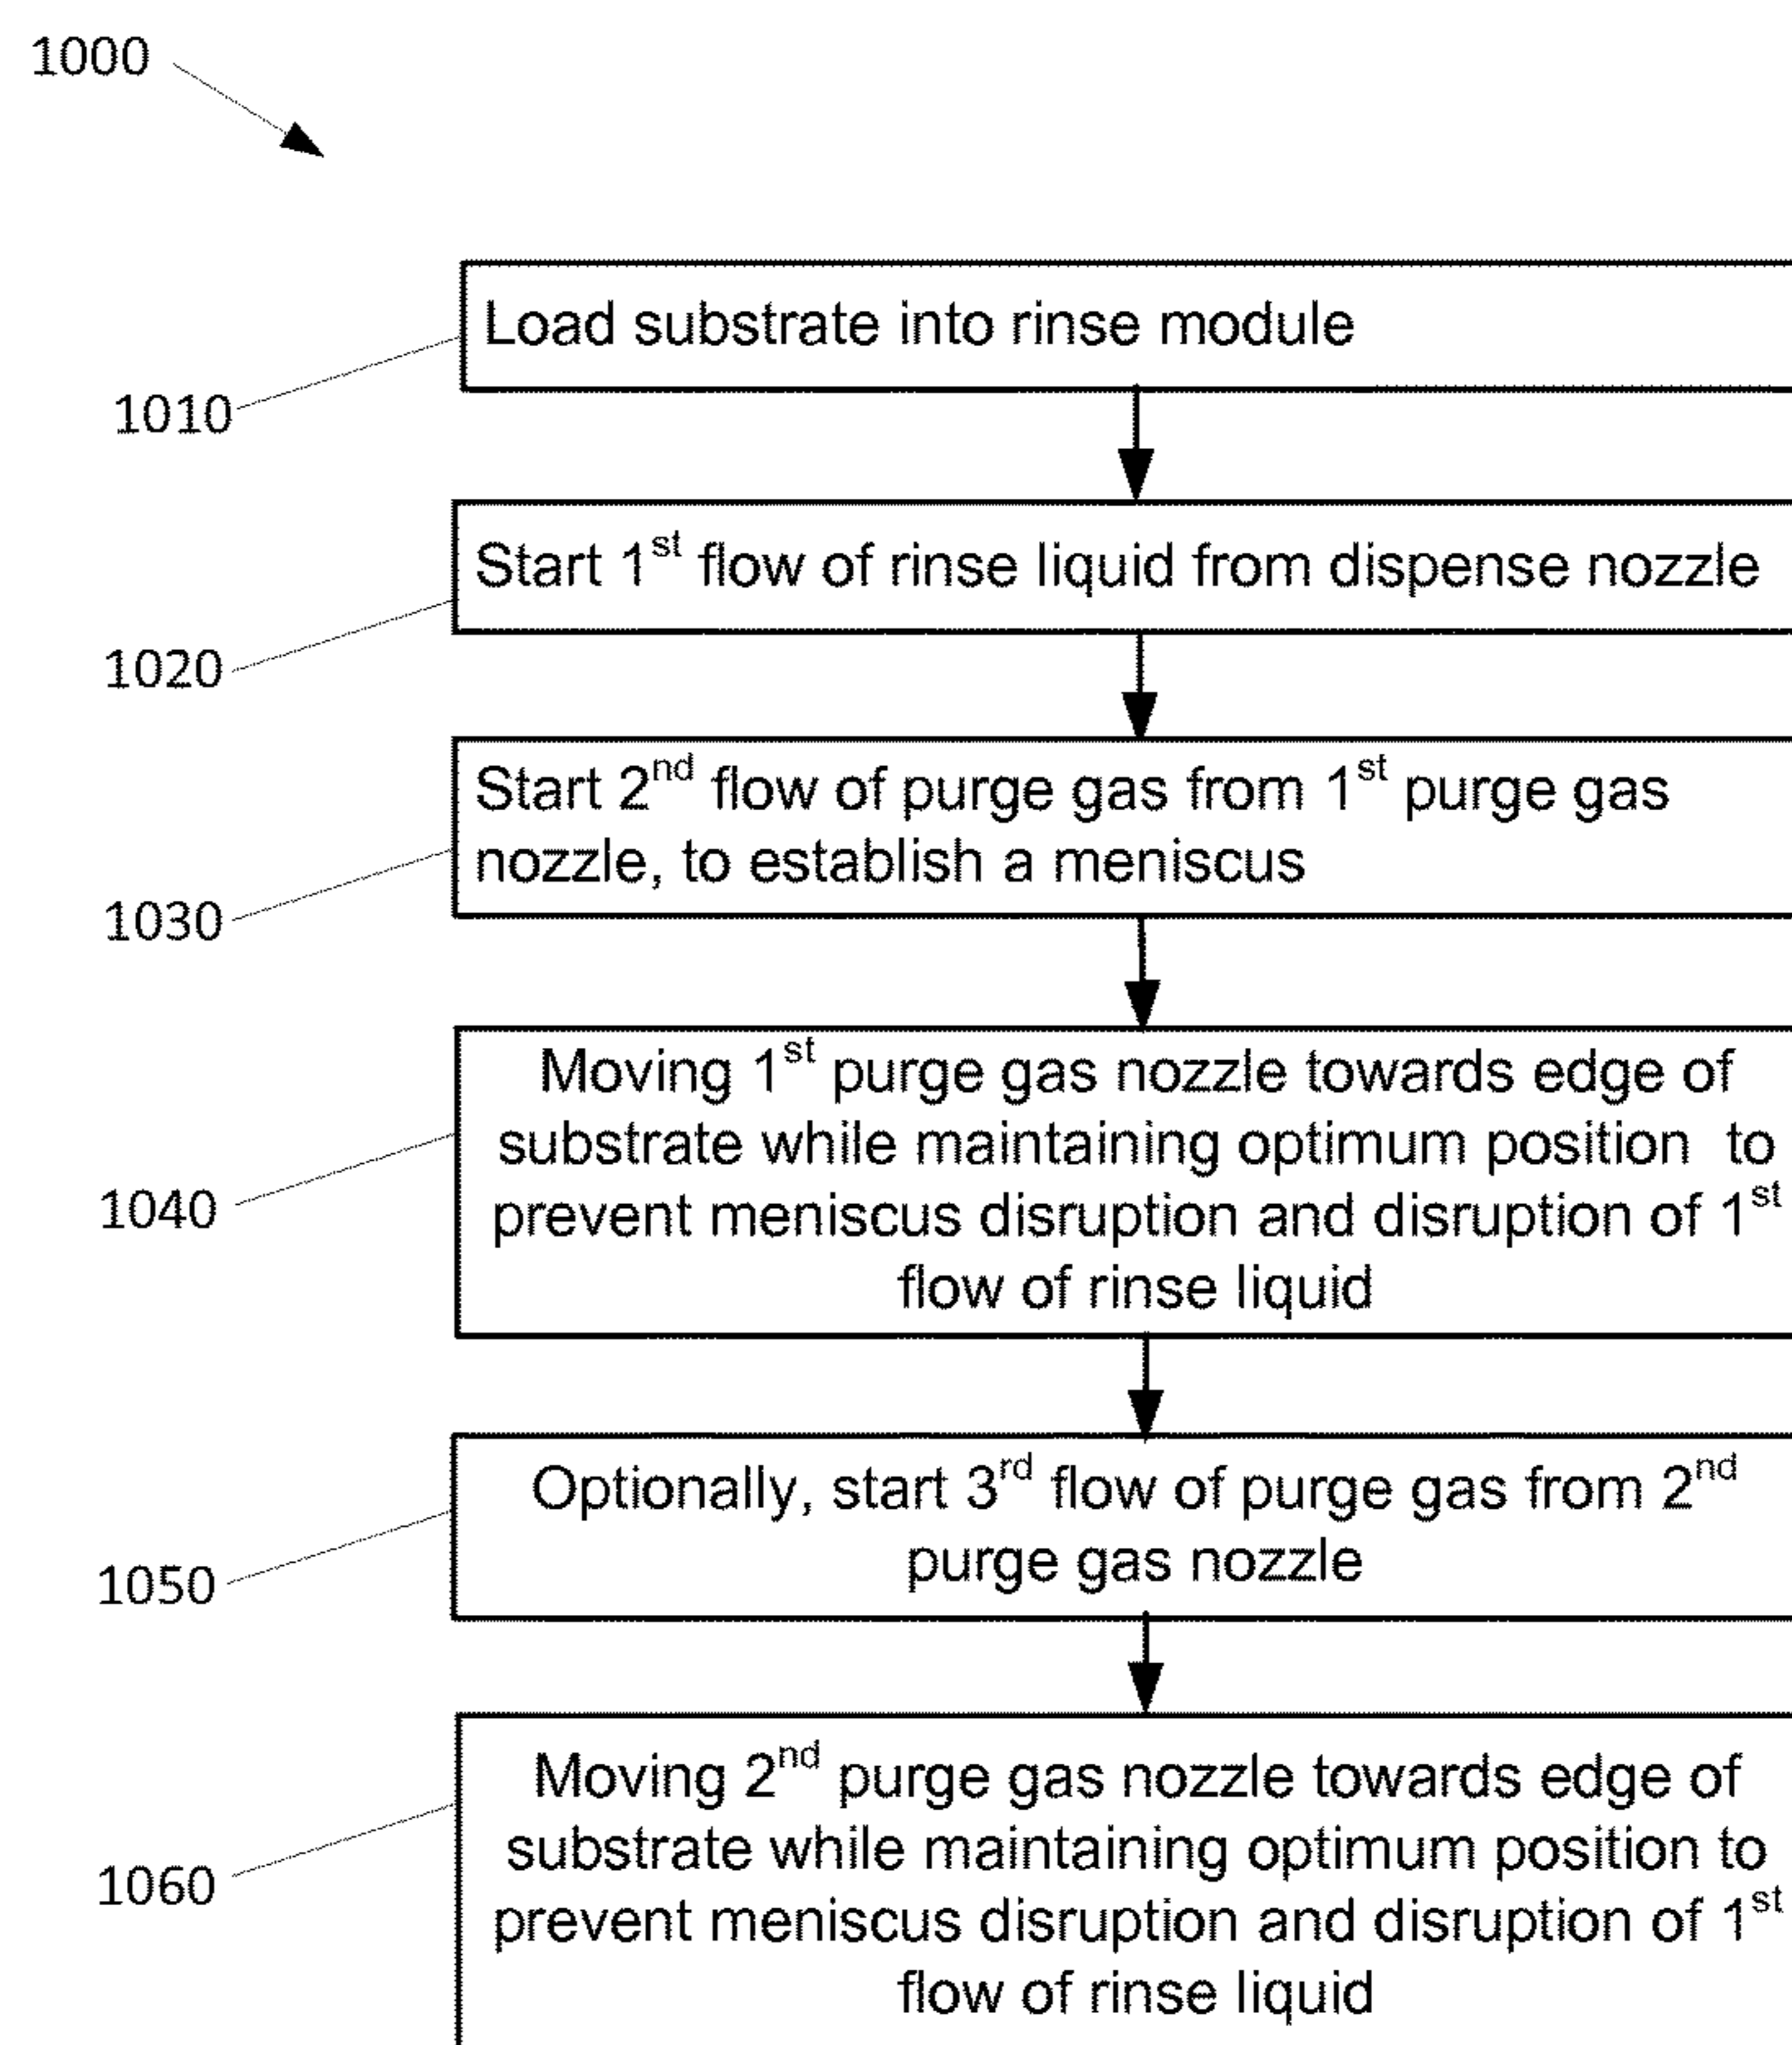 1000
Load substrate into rinse module
1010
Start 1st flow of rinse liquid from dispense nozzle
1020
Start 2nd flow of purge gas from 1st purge gas
nozzle, to establish a meniscus
1030
Moving 1st purge gas nozzle towards edge of
substrate while maintaining optimum position to
prevent meniscus disruption and disruption of 1st
flow of rinse liquid
1040
Optionally, start 3rd flow of purge gas from 2nd
purge gas nozzle
1050
Moving 2nd purge gas nozzle towards edge of
substrate while maintaining optimum position to
prevent meniscus disruption and disruption of 1st
flow of rinse liquid
1060